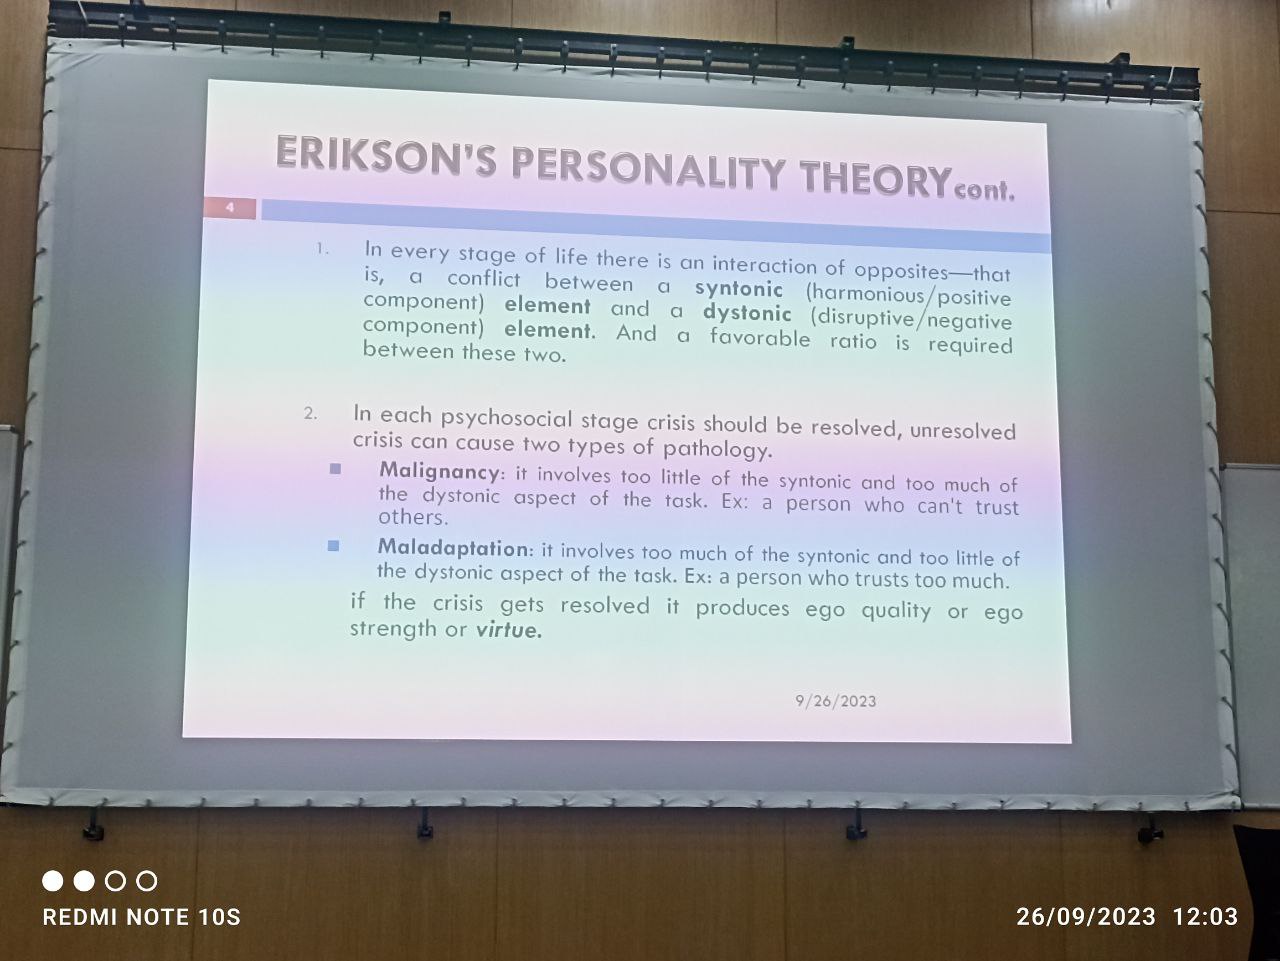 ERIKSON'S PERSONALITY THEORY cont.
4
1. In every stage of life there is an interaction of opposites—that
is, a conflict between a syntonic (harmonious/positive
component) element and a dystonic (disruptive/negative
component) element. And a favorable ratio is required
between these two.
2. In each psychosocial stage crisis should be resolved, unresolved
crisis can cause two types of pathology.
Malignancy: it involves too little of the syntonic and too much of
the dystonic aspect of the task. Ex: a person who can't trust
others.
Maladaptation: it involves too much of the syntonic and too little of
the dystonic aspect of the task. Ex: a person who trusts too much.
if the crisis gets resolved it produces ego quality or ego
strength or virtue.
9/26/2023
REDMI NOTE 10S
26/09/2023 12:03